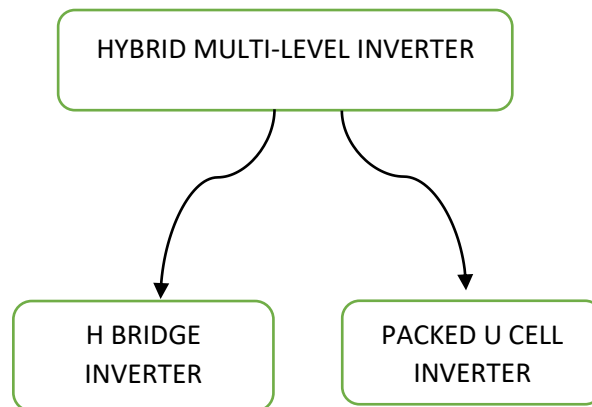 HYBRID MULTI-LEVEL INVERTER
H BRIDGE
INVERTER
PACKED U CELL
INVERTER